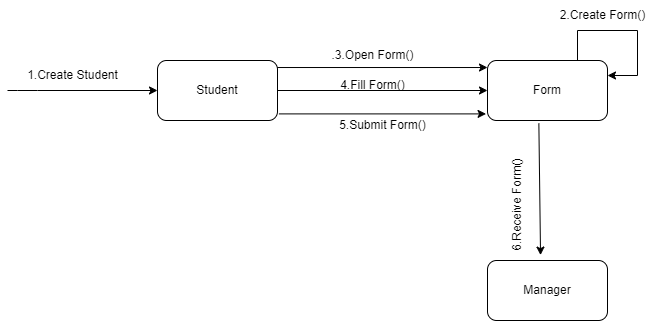 2.Create Form()
.3.Open Form()
1.Create Student
Student
4.Fill Form()
Form
5.Submit Form()
6.Receive Form()
Manager